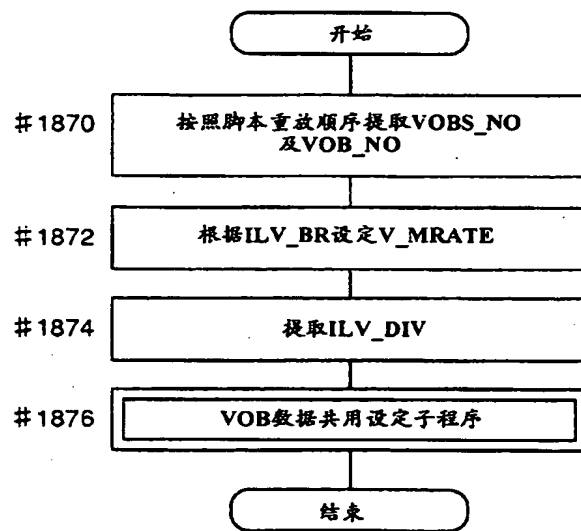 开始
#1870
按照脚本重放顺序提取VOBS_NO
及VOB_NO
#1872
根据ILV_BR设定V_MRATE
#1874
提取ILV_DIV
#1876
VOB数据共用设定子程序
结束